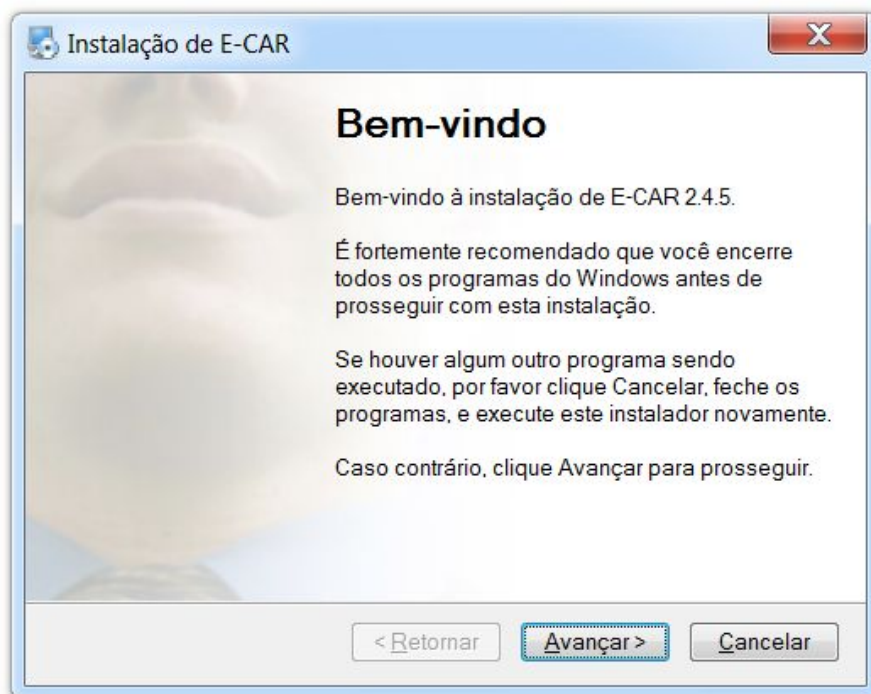 Instalação de E-CAR
Bem-vindo
Bem-vindo à instalação de E-CAR 2.4.5.
É fortemente recomendado que você encerre
todos os programas do Windows antes de
prosseguir com esta instalação.
Se houver algum outro programa sendo
executado, por favor clique Cancelar, feche os
programas, e execute este instalador novamente.
Caso contrário, clique Avançar para prosseguir.
< Retornar Avançar > Cancelar